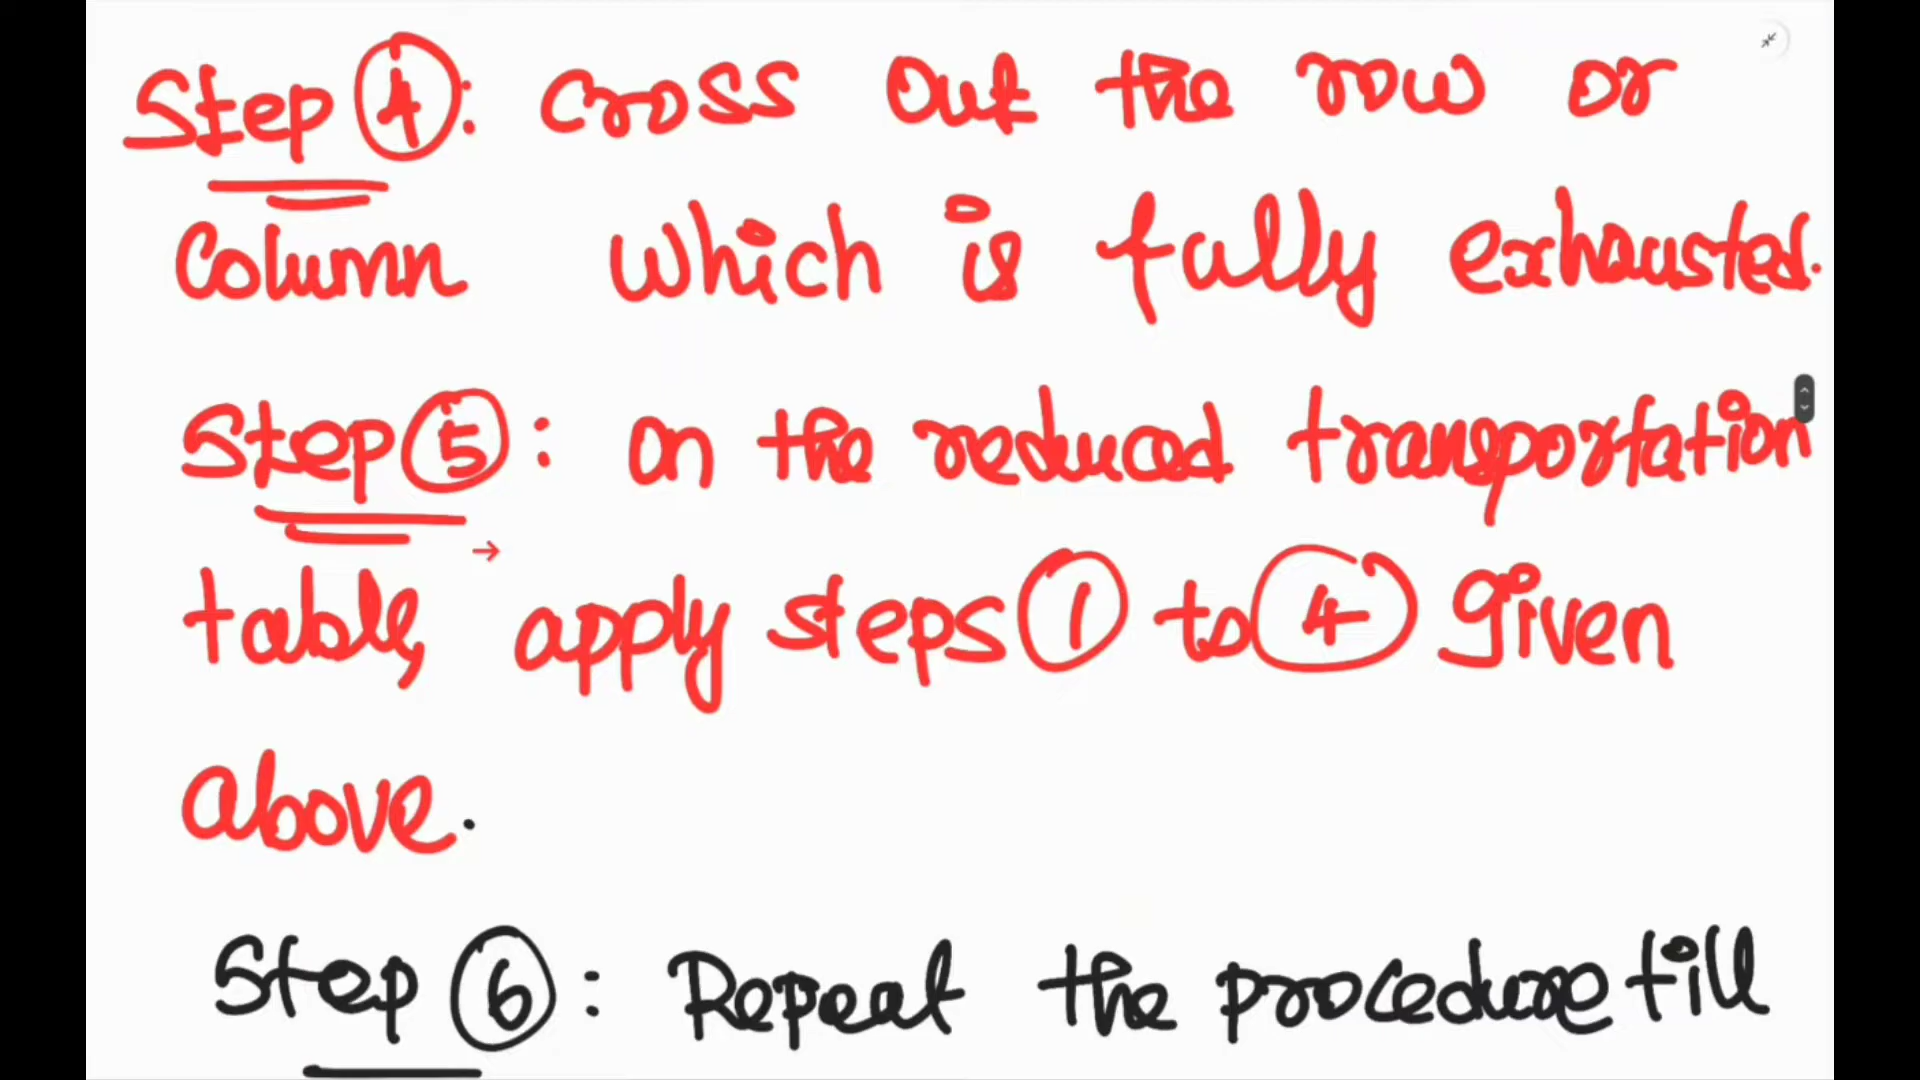 Step ④: cross out the row or
column which is fully exhausted.
Step ⑤: on the reduced transportation
table, apply steps ① to ④ given
above.
Step ⑥: Repeat the procedure till